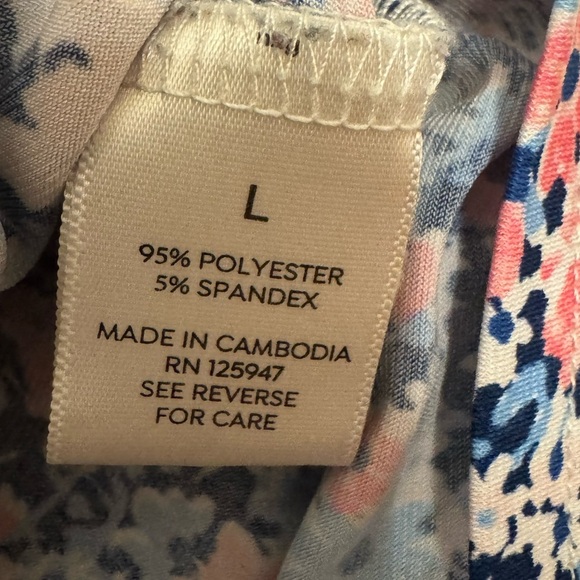 L
95% POLYESTER
5% SPANDEX
MADE IN CAMBODIA
RN 125947
SEE REVERSE
FOR CARE